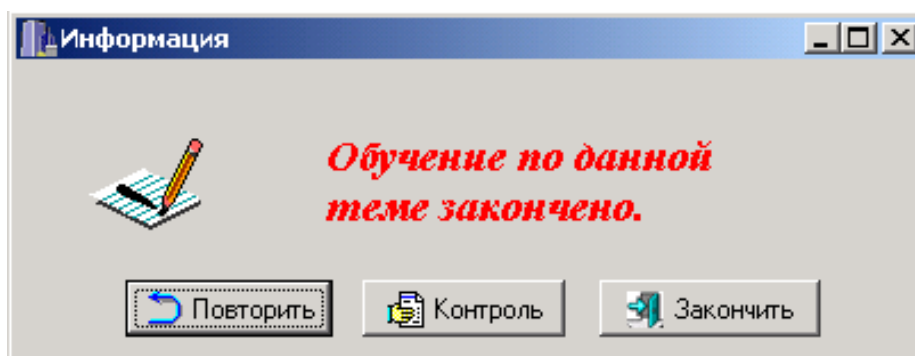 Информация
Обучение по данной
теме закончено.
Повторить Контроль Закончить